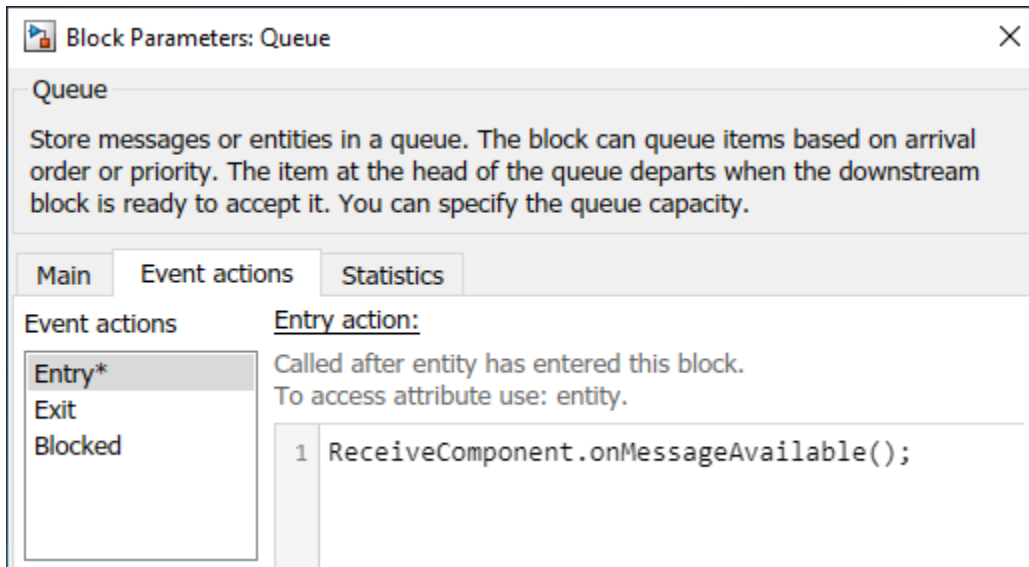 Block Parameters: Queue
Queue
Store messages or entities in a queue. The block can queue items based on arrival
order or priority. The item at the head of the queue departs when the downstream
block is ready to accept it. You can specify the queue capacity.
Main Event actions Statistics
Event actions
Entry*
Exit
Blocked
Entry action:
Called after entity has entered this block.
To access attribute use: entity.
1 ReceiveComponent.onMessageAvailable();